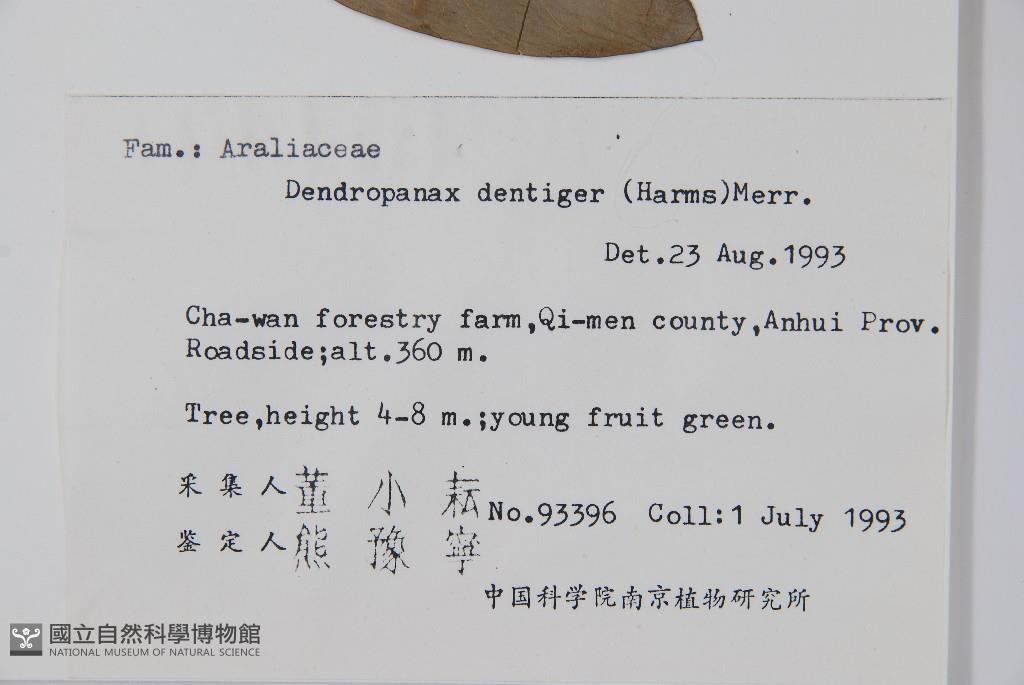 Fam.: Araliaceae
Dendropanax dentiger (Harms)Merr.
Det.23 Aug.1993
Cha-wan forestry farm,Qi-men county,Anhui Prov.
Roadside;alt.360 m.
Tree,height 4-8 m.;young fruit green.
采集人 董小耘 No.93396 Coll:1 July 1993
鉴定人 熊豫寧
中国科学院南京植物研究所
國立自然科學博物館
NATIONAL MUSEUM OF NATURAL SCIENCE